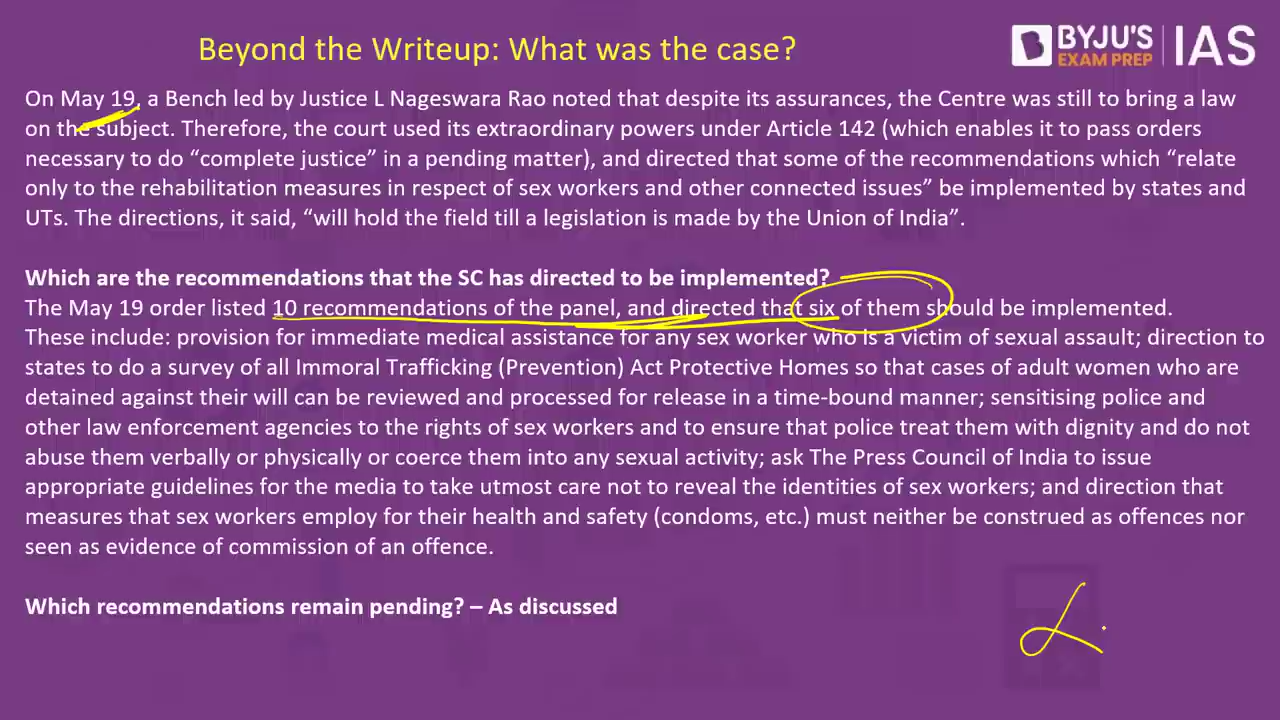 Beyond the Writeup: What was the case?
BYJU'S
EXAM PREP
IAS
On May 19, a Bench led by Justice L Nageswara Rao noted that despite its assurances, the Centre was still to bring a law
on the subject. Therefore, the court used its extraordinary powers under Article 142 (which enables it to pass orders
necessary to do “complete justice” in a pending matter), and directed that some of the recommendations which “relate
only to the rehabilitation measures in respect of sex workers and other connected issues” be implemented by states and
UTs. The directions, it said, “will hold the field till a legislation is made by the Union of India”.
Which are the recommendations that the SC has directed to be implemented?
The May 19 order listed 10 recommendations of the panel, and directed that six of them should be implemented.
These include: provision for immediate medical assistance for any sex worker who is a victim of sexual assault; direction to
states to do a survey of all Immoral Trafficking (Prevention) Act Protective Homes so that cases of adult women who are
detained against their will can be reviewed and processed for release in a time-bound manner; sensitising police and
other law enforcement agencies to the rights of sex workers and to ensure that police treat them with dignity and do not
abuse them verbally or physically or coerce them into any sexual activity; ask The Press Council of India to issue
appropriate guidelines for the media to take utmost care not to reveal the identities of sex workers; and direction that
measures that sex workers employ for their health and safety (condoms, etc.) must neither be construed as offences nor
seen as evidence of commission of an offence.
Which recommendations remain pending? – As discussed